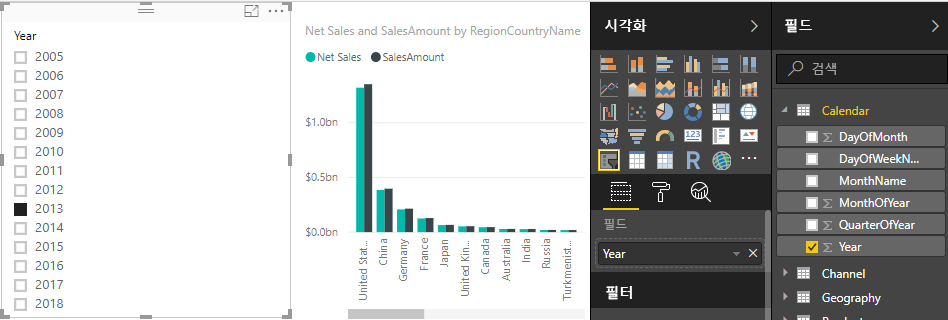 Year
2005
2006
2007
2008
2009
2010
2011
2012
2013
2014
2015
2016
2017
2018
Net Sales and SalesAmount by RegionCountryName
Net Sales SalesAmount
$1.0bn
$0.5bn
$0.0bn
United Stat...
China
Germany
France
Japan
United Kin...
Canada
Australia
India
Russia
Turkmenist...
시각화
123
R
필드
Year
필터
필드
검색
Calendar
DayOfMonth
DayOfWeekN...
MonthName
MonthOfYear
QuarterOfYear
Year
Channel
Geography